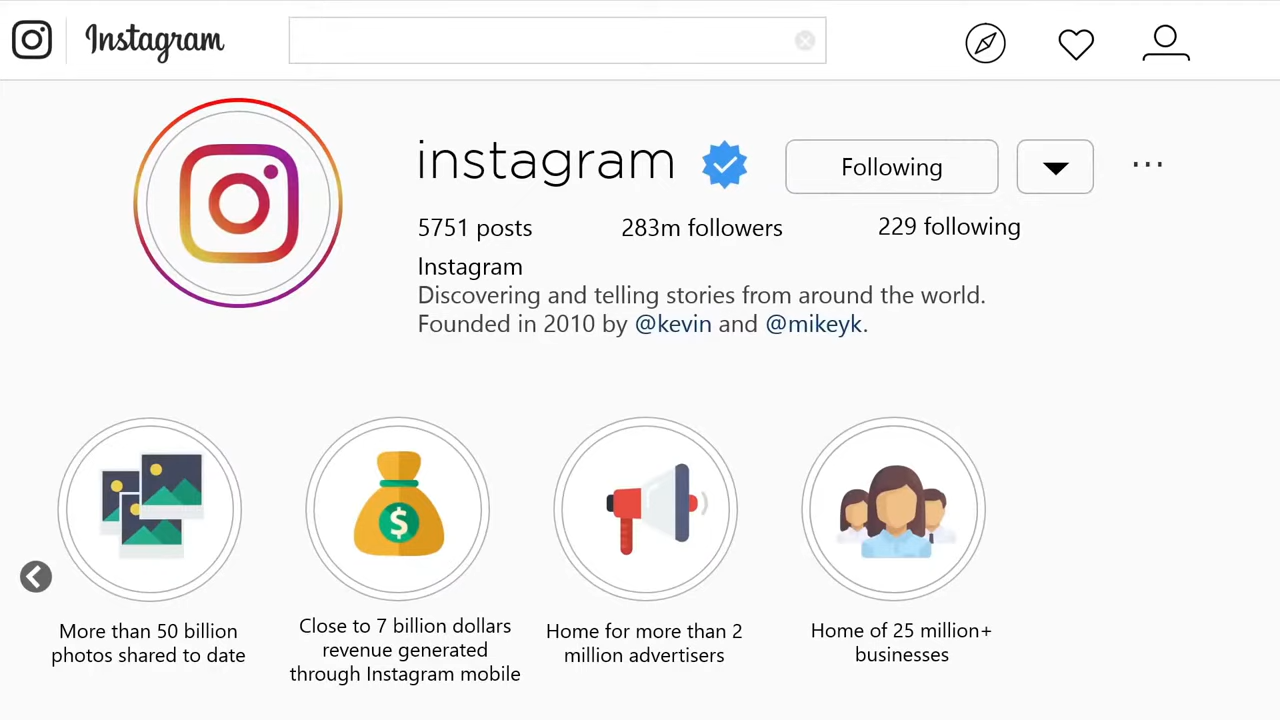 Instagram
instagram
Following
5751 posts
283m followers
229 following
Instagram
Discovering and telling stories from around the world.
Founded in 2010 by @kevin and @mikeyk.
$
More than 50 billion
photos shared to date
Close to 7 billion dollars
revenue generated
through Instagram mobile
Home for more than 2
million advertisers
Home of 25 million+
businesses